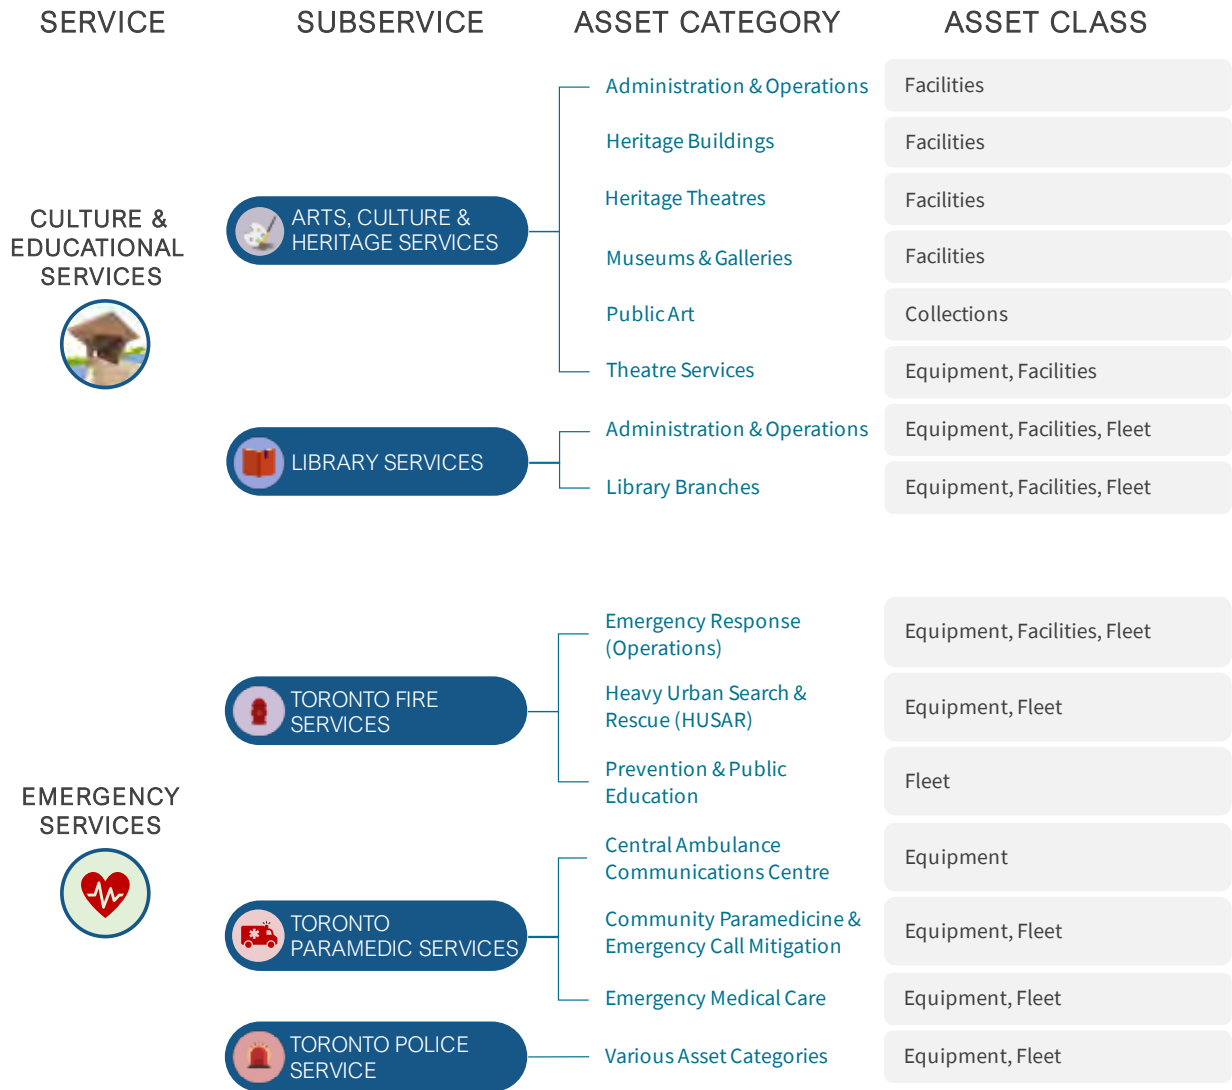 SERVICE
SUBSERVICE
ASSET CATEGORY
ASSET CLASS
CULTURE &
EDUCATIONAL
SERVICES
ARTS, CULTURE &
HERITAGE SERVICES
Administration & Operations
Facilities
Heritage Buildings
Facilities
Heritage Theatres
Facilities
Museums & Galleries
Facilities
Public Art
Collections
Theatre Services
Equipment, Facilities
LIBRARY SERVICES
Administration & Operations
Equipment, Facilities, Fleet
Library Branches
Equipment, Facilities, Fleet
EMERGENCY
SERVICES
TORONTO FIRE
SERVICES
Emergency Response
(Operations)
Equipment, Facilities, Fleet
Heavy Urban Search &
Rescue (HUSAR)
Equipment, Fleet
Prevention & Public
Education
Fleet
TORONTO
PARAMEDIC SERVICES
Central Ambulance
Communications Centre
Equipment
Community Paramedicine &
Emergency Call Mitigation
Equipment, Fleet
Emergency Medical Care
Equipment, Fleet
TORONTO POLICE
SERVICE
Various Asset Categories
Equipment, Fleet